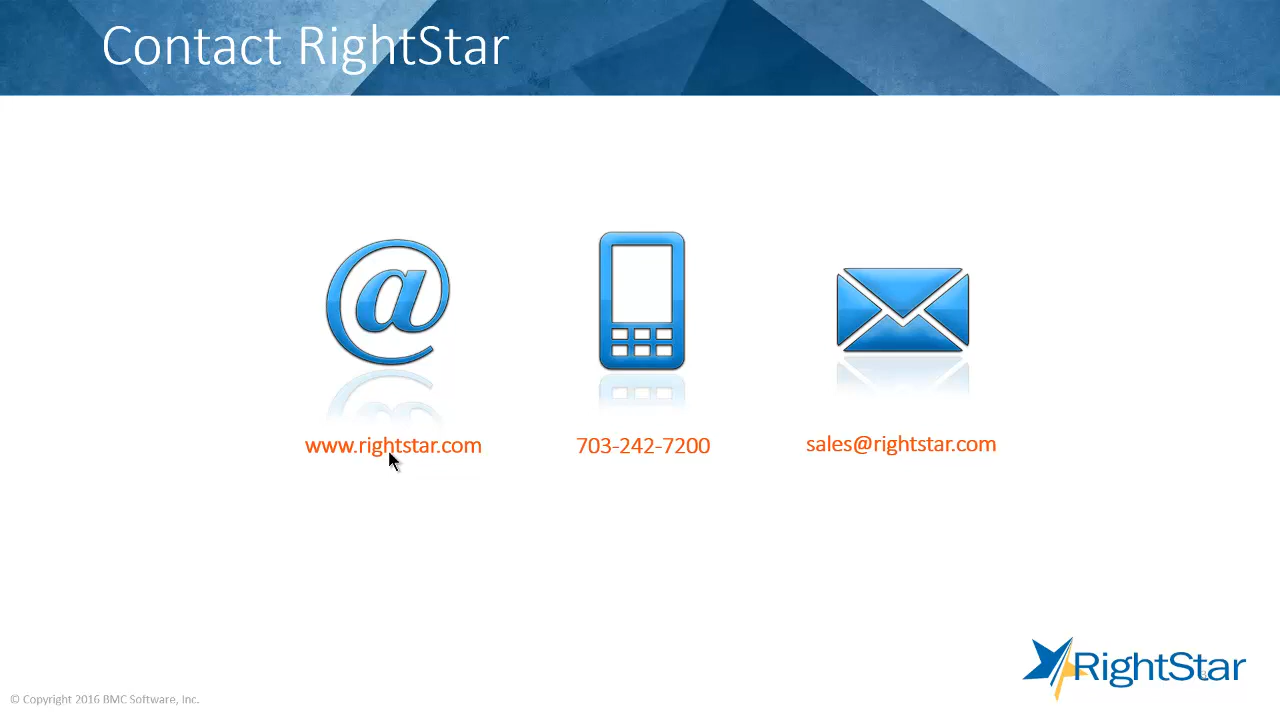 Contact RightStar
@
www.rightstar.com
703-242-7200
sales@rightstar.com
RightStar
© Copyright 2016 BMC Software, Inc.